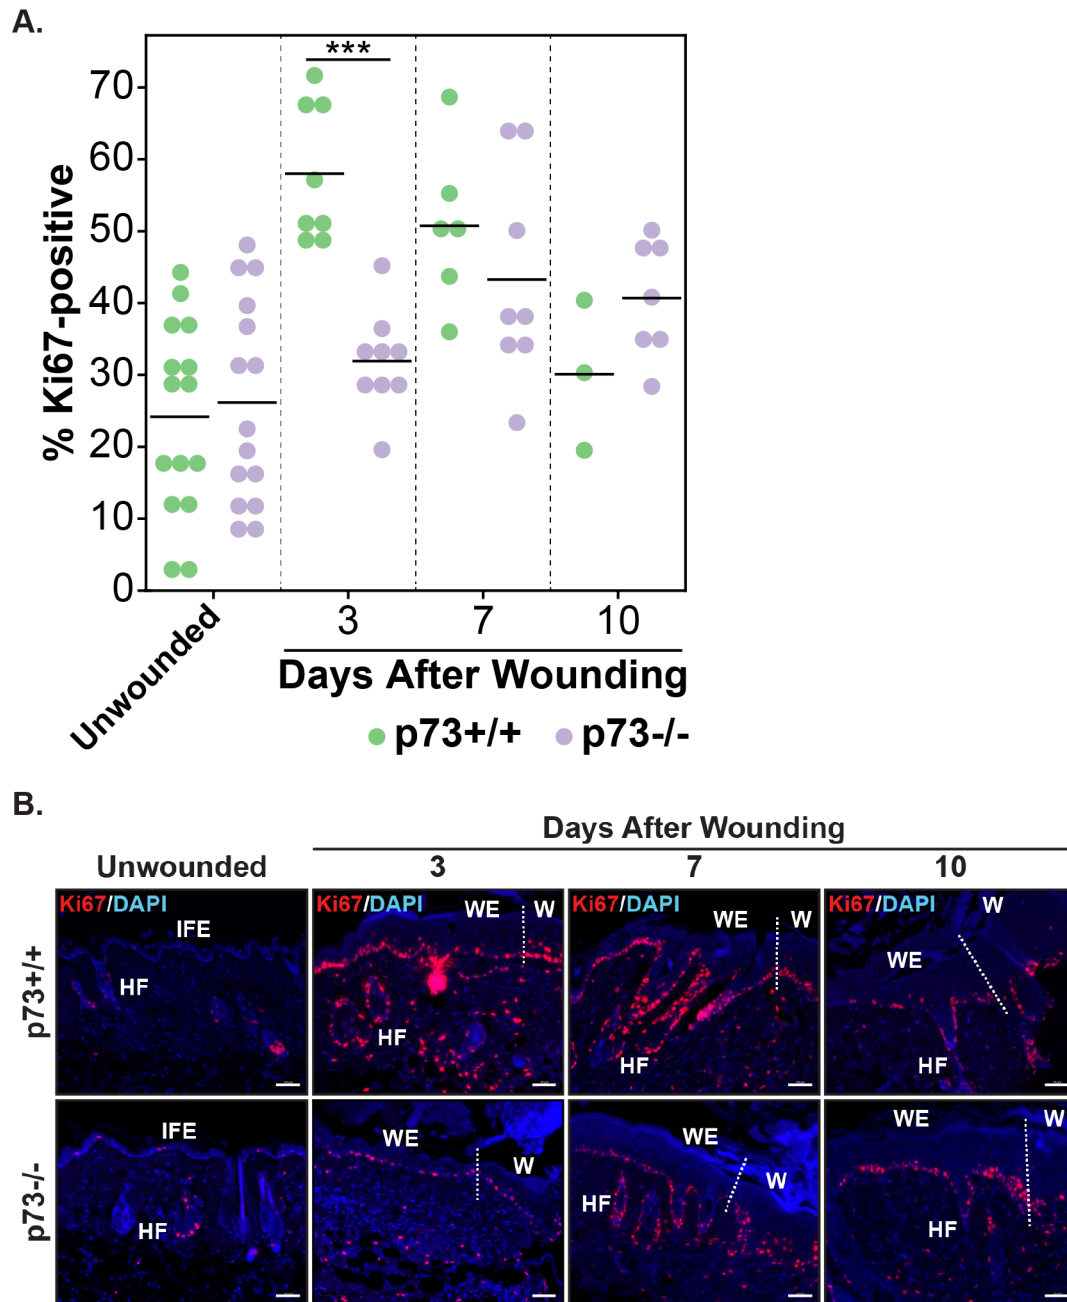 A.
***
70
60
50
40
30
20
10
0
% Ki67-positive
Unwounded
3 7 10
Days After Wounding
p73+/+ p73-/-
B.
Days After Wounding
Unwounded 3 7 10
p73+/+
Ki67/DAPI IFE HF
Ki67/DAPI WE W HF
Ki67/DAPI WE W HF
Ki67/DAPI W WE HF
p73-/-
IFE HF
WE W
WE W HF
WE W HF